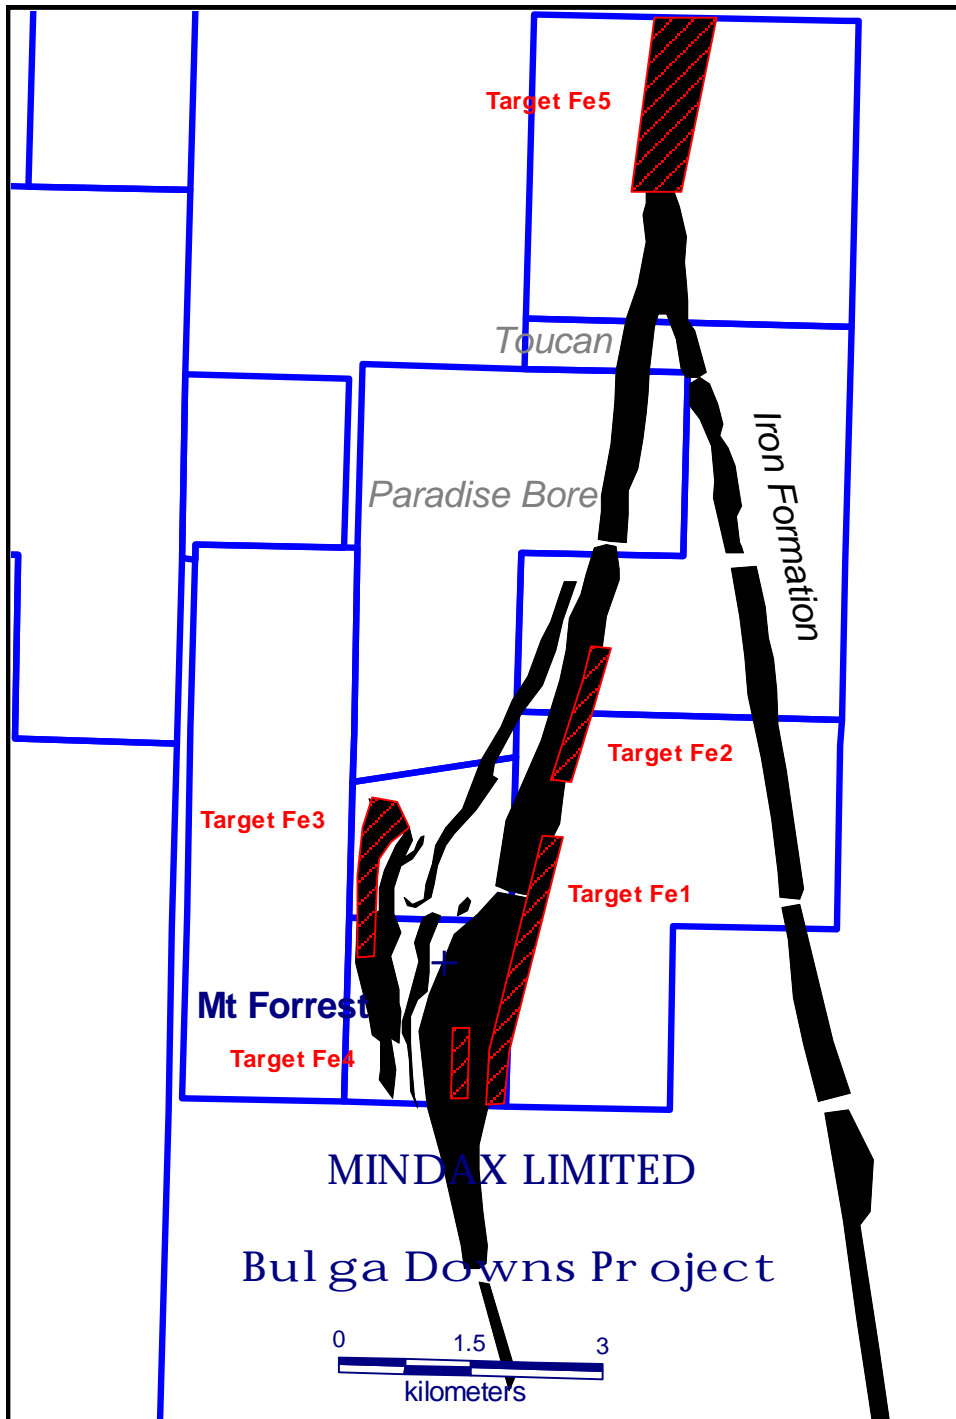 Target Fe5
Toucan
Iron Formation
Paradise Bore
Target Fe2
Target Fe3
Target Fe1
Mt Forrest
Target Fe4
MINDAX LIMITED
Bulga Downs Project
0 1.5 3
kilometers